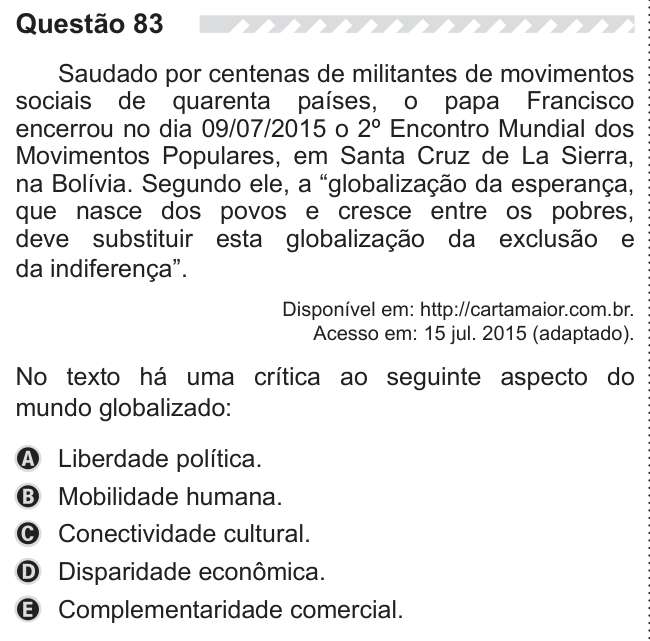 Questão 83
Saudado por centenas de militantes de movimentos
sociais de quarenta países, o papa Francisco
encerrou no dia 09/07/2015 o 2º Encontro Mundial dos
Movimentos Populares, em Santa Cruz de La Sierra,
na Bolívia. Segundo ele, a “globalização da esperança,
que nasce dos povos e cresce entre os pobres,
deve substituir esta globalização da exclusão e
da indiferença”.
Disponível em: http://cartamaior.com.br.
Acesso em: 15 jul. 2015 (adaptado).
No texto há uma crítica ao seguinte aspecto do
mundo globalizado:
A Liberdade política.
B Mobilidade humana.
C Conectividade cultural.
D Disparidade econômica.
E Complementaridade comercial.